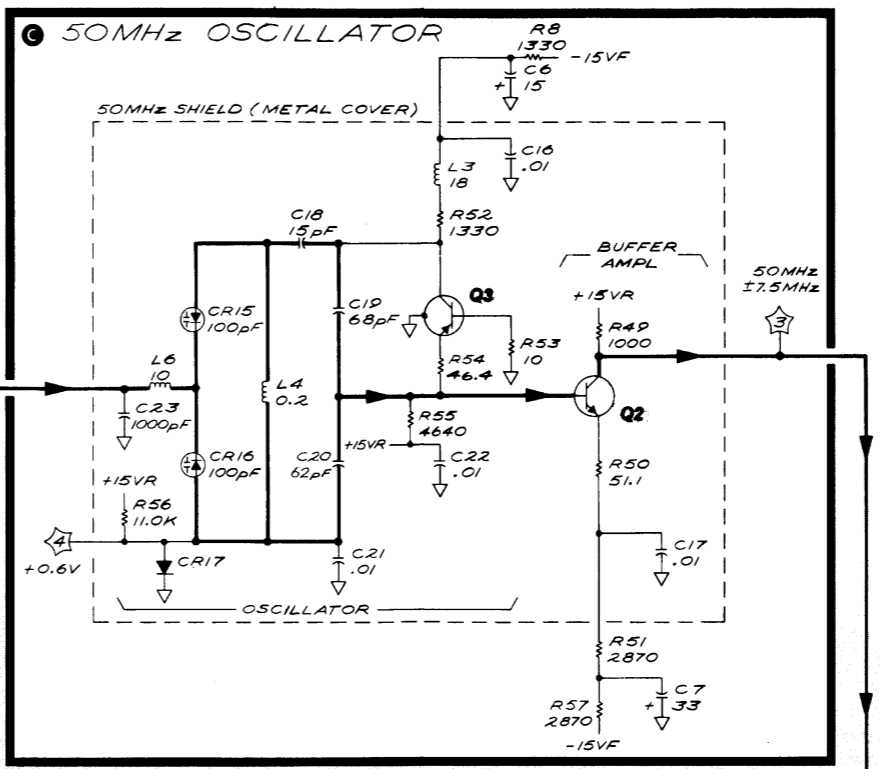 C 50MHz OSCILLATOR
R8
1330
-15VF
C6
+ 15
50MHz SHIELD (METAL COVER)
C16
.01
L3
18
R52
1330
C18
15pF
BUFFER
AMPL
50MHz
±7.5MHz
3
+15VR
R49
1000
Q3
C19
68pF
CR15
100pF
R53
10
L6
10
L4
0.2
R54
46.4
C23
1000pF
Q2
R55
4640
+15VR
C22
.01
C20
62pF
CR16
100pF
R50
51.1
+15VR
R56
11.0K
4
+0.6V
CR17
C21
.01
C17
.01
OSCILLATOR
R51
2870
R57
2870
C7
+ 33
-15VF